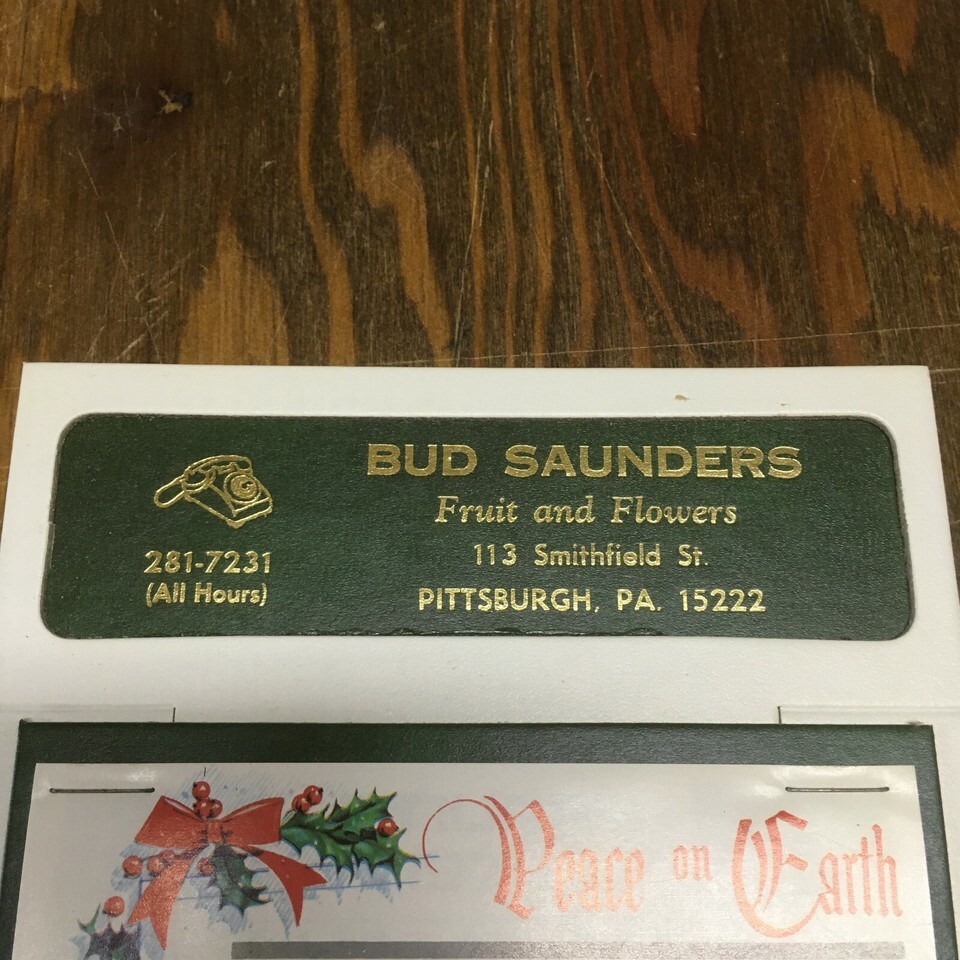 BUD SAUNDERS
Fruit and Flowers
113 Smithfield St.
PITTSBURGH, PA. 15222
281-7231
(All Hours)
Peace on Earth